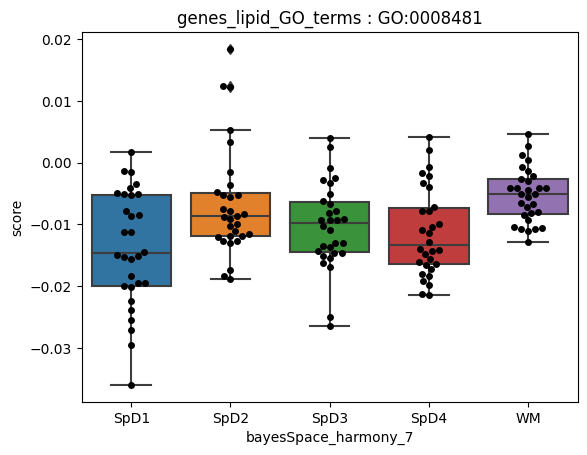 genes_lipid_GO_terms : GO:0008481
0.02
0.01
0.00
−0.01
−0.02
−0.03
score
SpD1 SpD2 SpD3 SpD4 WM
bayesSpace_harmony_7